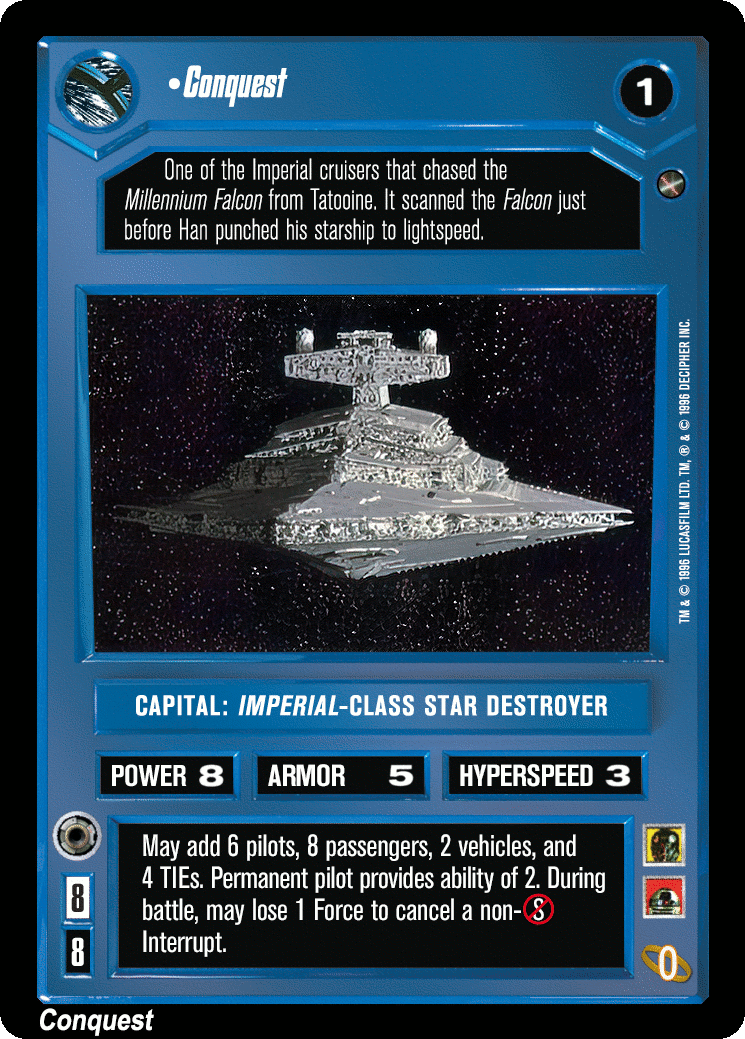 •Conquest
1
One of the Imperial cruisers that chased the
Millennium Falcon from Tatooine. It scanned the Falcon just
before Han punched his starship to lightspeed.
TM & © 1996 LUCASFILM LTD. TM, ® & © 1996 DECIPHER INC.
CAPITAL: IMPERIAL-CLASS STAR DESTROYER
POWER 8 ARMOR 5 HYPERSPEED 3
May add 6 pilots, 8 passengers, 2 vehicles, and
4 TIEs. Permanent pilot provides ability of 2. During
battle, may lose 1 Force to cancel a non-S
Interrupt.
8
8
0
Conquest